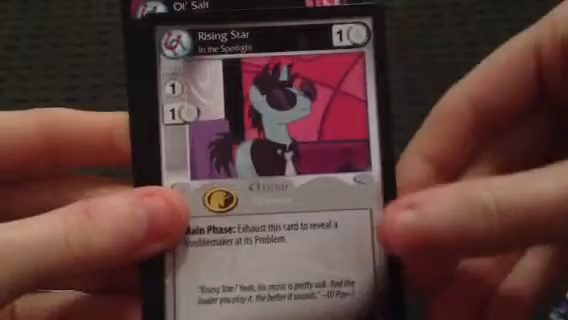 Ol' Salt
Rising Star
In the Spotlight
1
1
1
Main Phase: Exhaust this card to reveal a
Troublemaker at its Problem.
"Rising Star? Yeah, his music is pretty sick. And the
louder you play it, the better it sounds." –DJ Pon-3